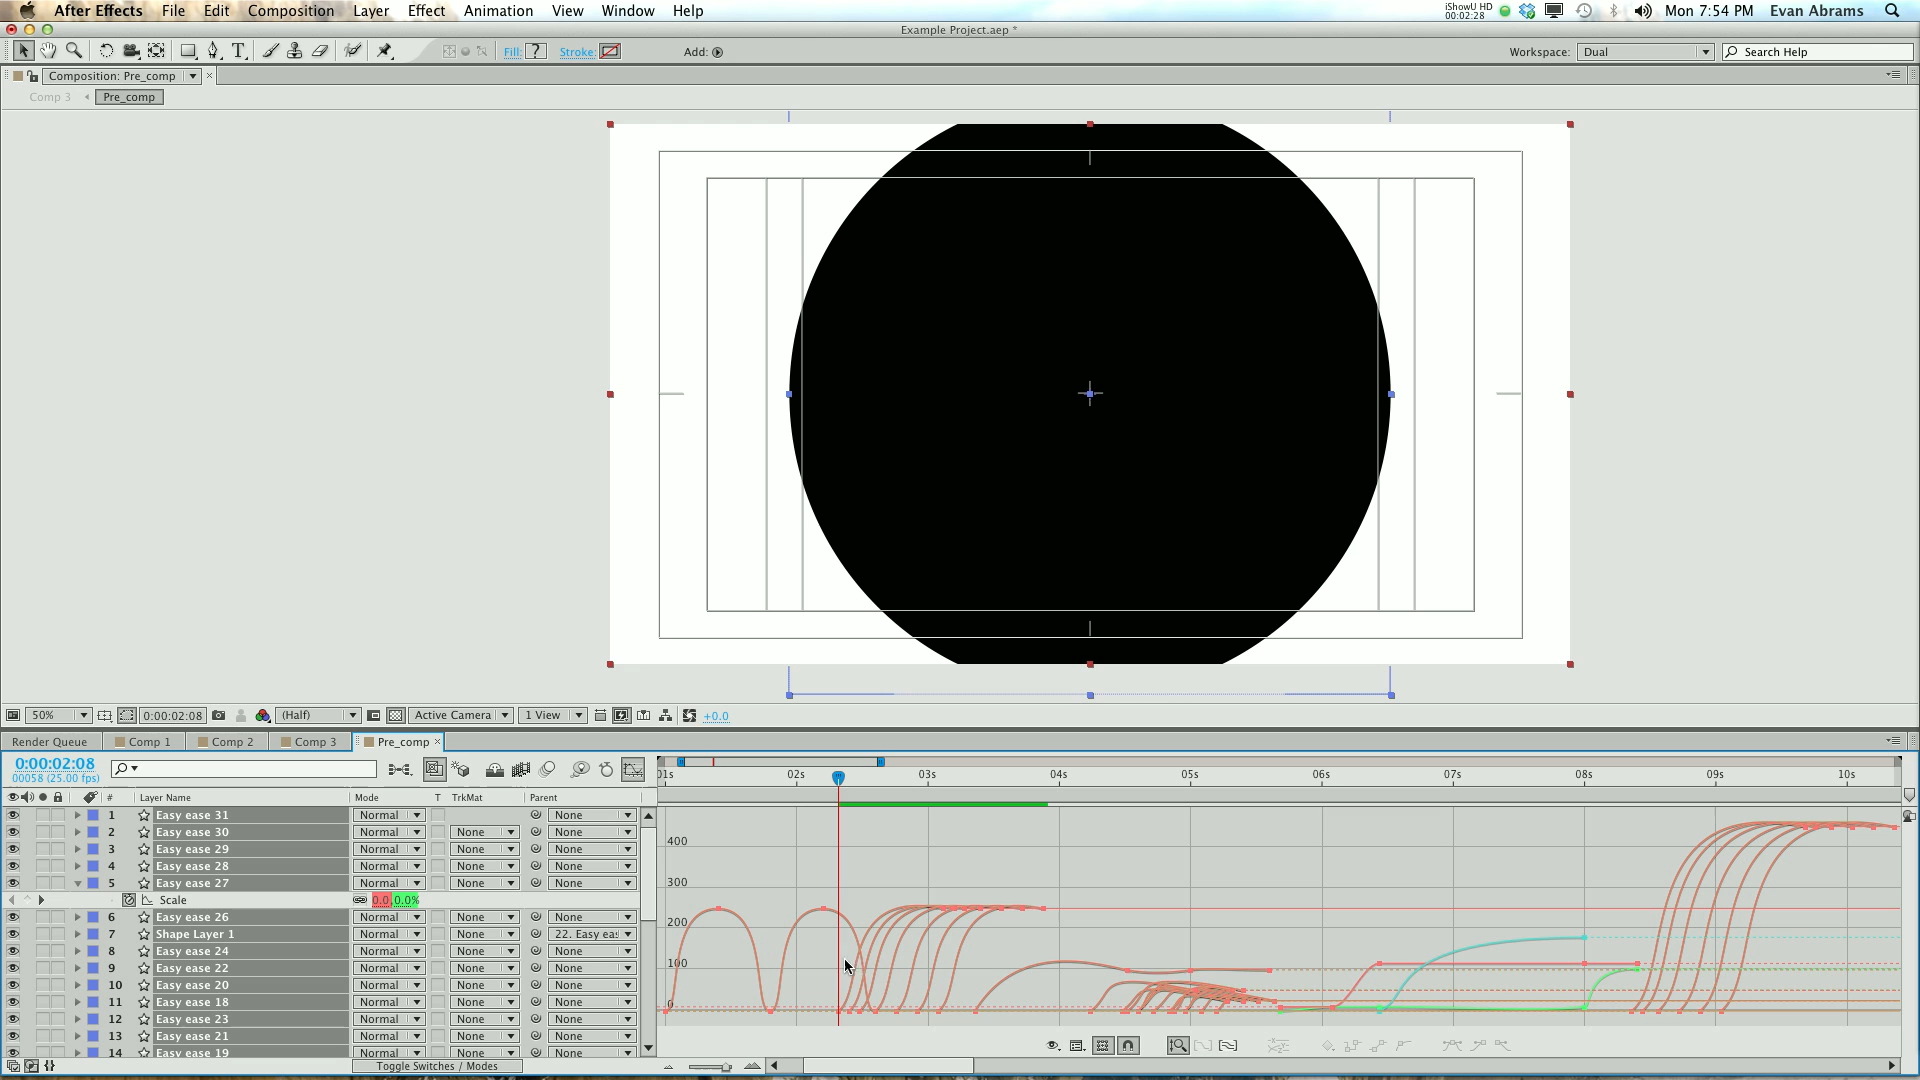 After Effects File Edit Composition Layer Effect Animation View Window Help
iShowU HD
00:02:28
Mon 7:54 PM Evan Abrams
Example Project.aep *
T Fill: ? Stroke: Add: Workspace: Dual Search Help
Composition: Pre_comp
Comp 3 Pre_comp
50% 0:00:02:08 (Half) Active Camera 1 View +0.0
Render Queue Comp 1 Comp 2 Comp 3 Pre_comp
0:00:02:08
00058 (25.00 fps)
01s 02s 03s 04s 05s 06s 07s 08s 09s 10s
# Layer Name Mode T TrkMat Parent
1 Easy ease 31 Normal None
2 Easy ease 30 Normal None None
3 Easy ease 29 Normal None None
4 Easy ease 28 Normal None None
5 Easy ease 27 Normal None None
Scale 0.0,0.0%
6 Easy ease 26 Normal None None
7 Shape Layer 1 Normal None 22. Easy eas
8 Easy ease 24 Normal None None
9 Easy ease 22 Normal None None
10 Easy ease 20 Normal None None
11 Easy ease 18 Normal None None
12 Easy ease 23 Normal None None
13 Easy ease 21 Normal None None
14 Easy ease 19 Normal None None
400
300
200
100
0
Toggle Switches / Modes